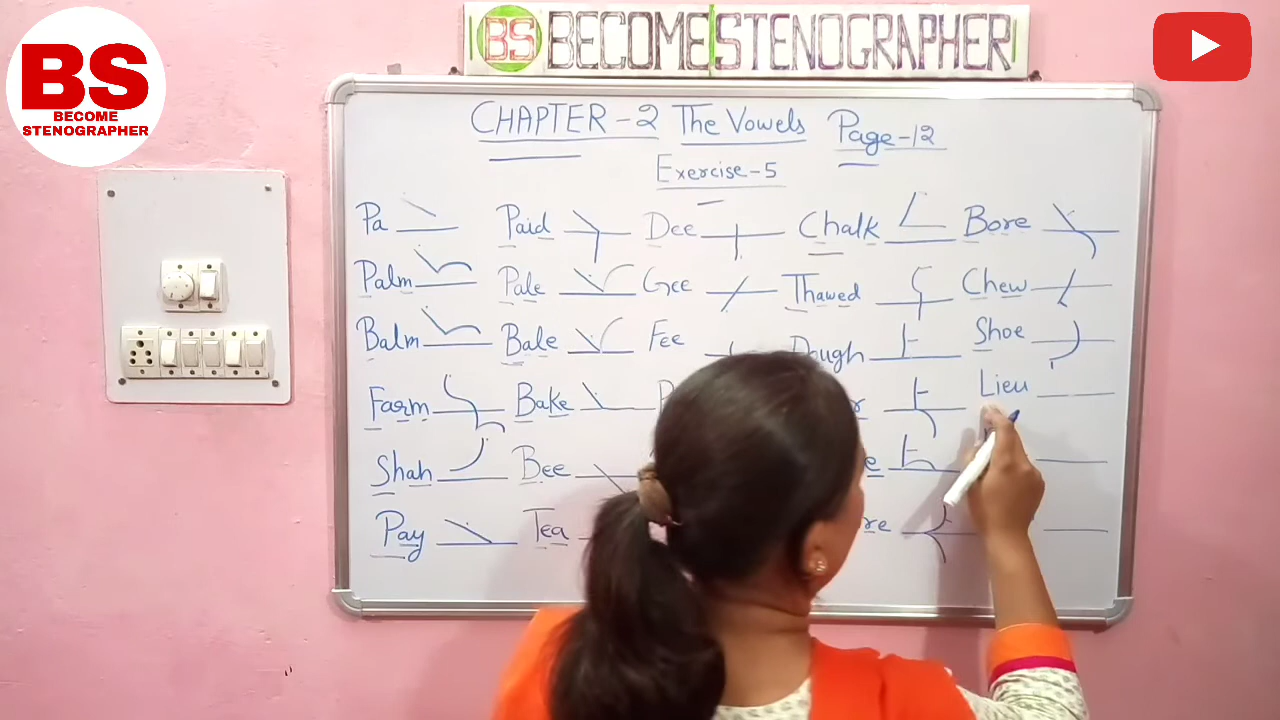 BS BECOME STENOGRAPHER
BS
BECOME
STENOGRAPHER
CHAPTER-2 The Vowels Page-12
Exercise-5
Pa Paid Dee Chalk Bore
Palm Pale Gee Thawed Chew
Balm Bale Fee Dough Shoe
Farm Bake Lieu
Shah Bee
Pay Tea